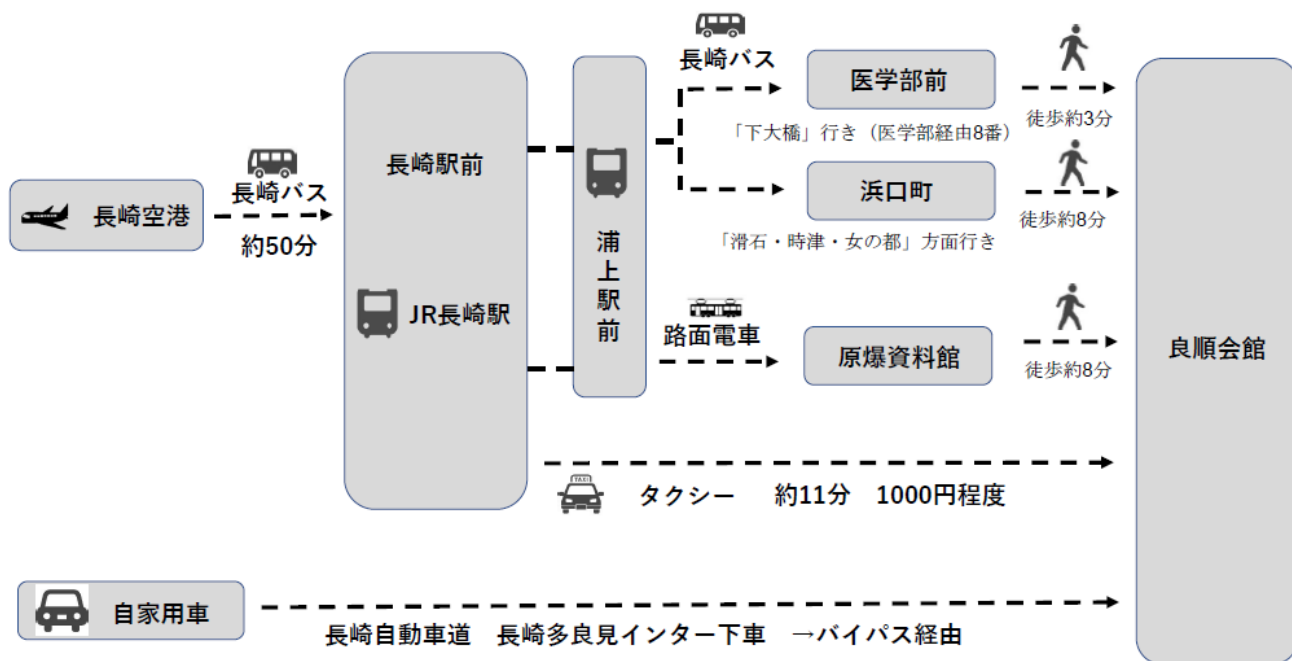 長崎空港
長崎バス
約50分
長崎駅前
JR長崎駅
浦上駅前
長崎バス
医学部前
「下大橋」行き（医学部経由8番）
徒歩約3分
浜口町
「滑石・時津・女の都」方面行き
徒歩約8分
路面電車
原爆資料館
徒歩約8分
良順会館
TAXI
タクシー 約11分 1000円程度
自家用車
長崎自動車道 長崎多良見インター下車 →バイパス経由